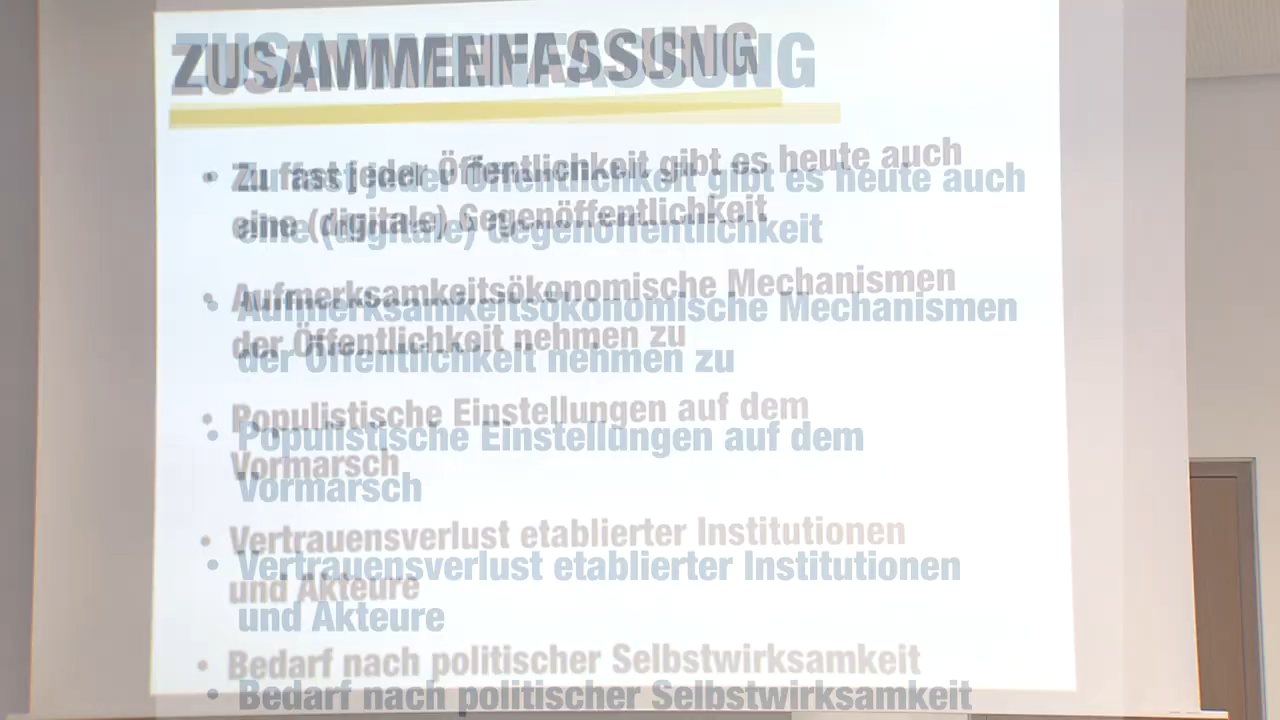 ZUSAMMENFASSUNG
• Zu fast jeder Öffentlichkeit gibt es heute auch
eine (digitale) Gegenöffentlichkeit
• Aufmerksamkeitsökonomische Mechanismen
der Öffentlichkeit nehmen zu
• Populistische Einstellungen auf dem
Vormarsch
• Vertrauensverlust etablierter Institutionen
und Akteure
• Bedarf nach politischer Selbstwirksamkeit